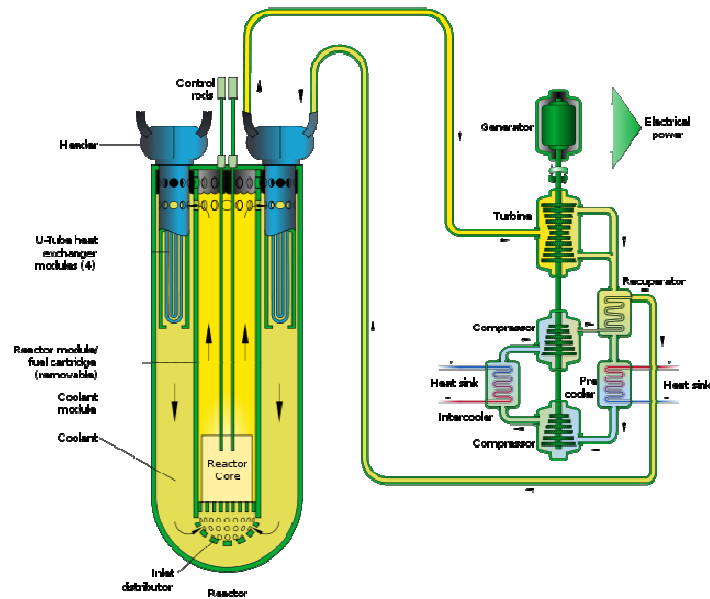 Control
rods
Header
U-Tube heat
exchanger
modules (4)
Reactor module/
fuel cartridge
(removable)
Coolant
module
Coolant
Reactor
Core
Inlet
distributor
Reactor
Generator
Electrical
power
Turbine
Recuperator
Compressor
Heat sink
Pre
cooler
Heat sink
Intercooler
Compressor